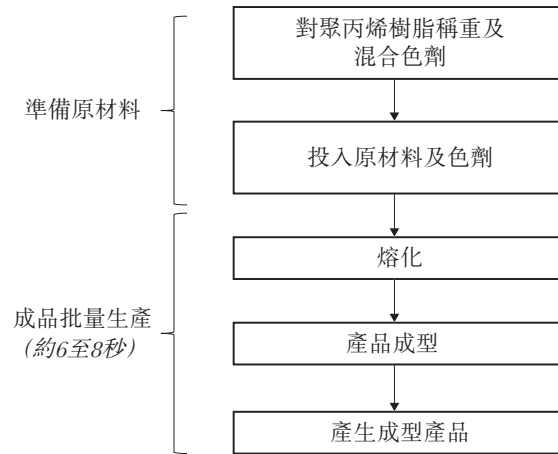 對聚丙烯樹脂稱重及
混合色劑
準備原材料
投入原材料及色劑
熔化
成品批量生產
（約6至8秒）
產品成型
產生成型產品